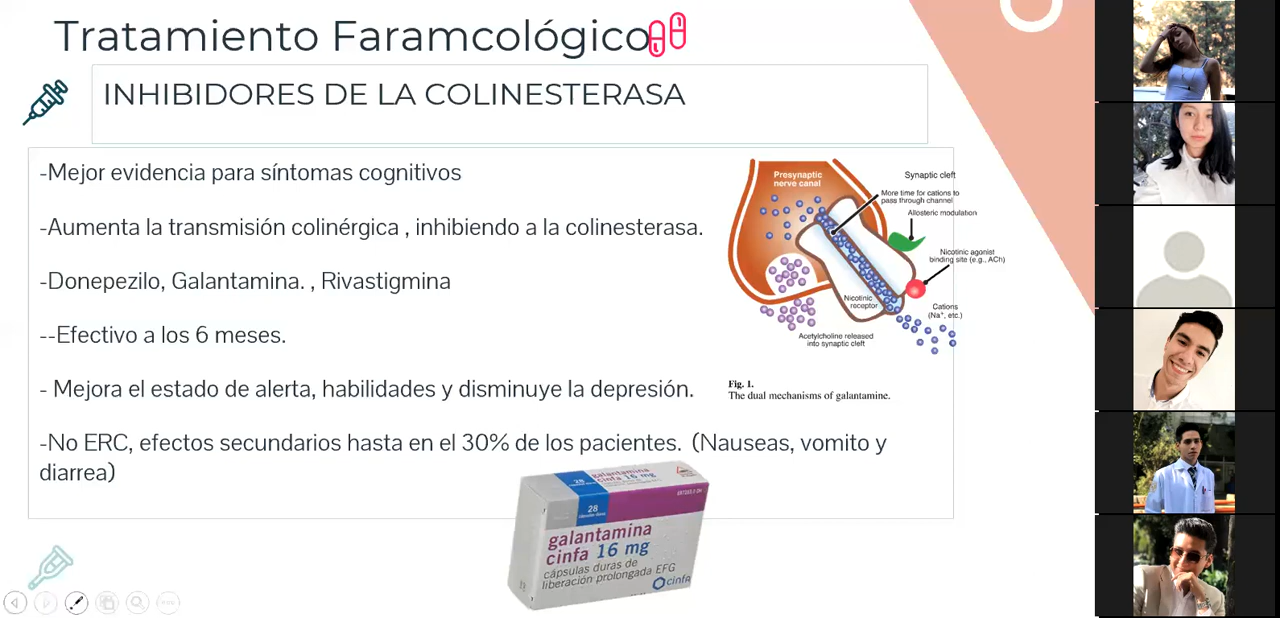 Tratamiento Faramcológico
INHIBIDORES DE LA COLINESTERASA
-Mejor evidencia para síntomas cognitivos
-Aumenta la transmisión colinérgica , inhibiendo a la colinesterasa.
-Donepezilo, Galantamina. , Rivastigmina
--Efectivo a los 6 meses.
- Mejora el estado de alerta, habilidades y disminuye la depresión.
-No ERC, efectos secundarios hasta en el 30% de los pacientes. (Nauseas, vomito y
diarrea)
Presynaptic
nerve canal
Synaptic cleft
More time for cations to
pass through channel
Allosteric modulation
Nicotinic agonist
binding site (e.g., ACh)
Nicotinic
receptor
Cations
(Na⁺, etc.)
Acetylcholine released
into synaptic cleft
Fig. 1.
The dual mechanisms of galantamine.
28
galantamina
cinfa 16 mg
28
galantamina
cinfa 16 mg
cápsulas duras de
liberación prolongada EFG
cinfa